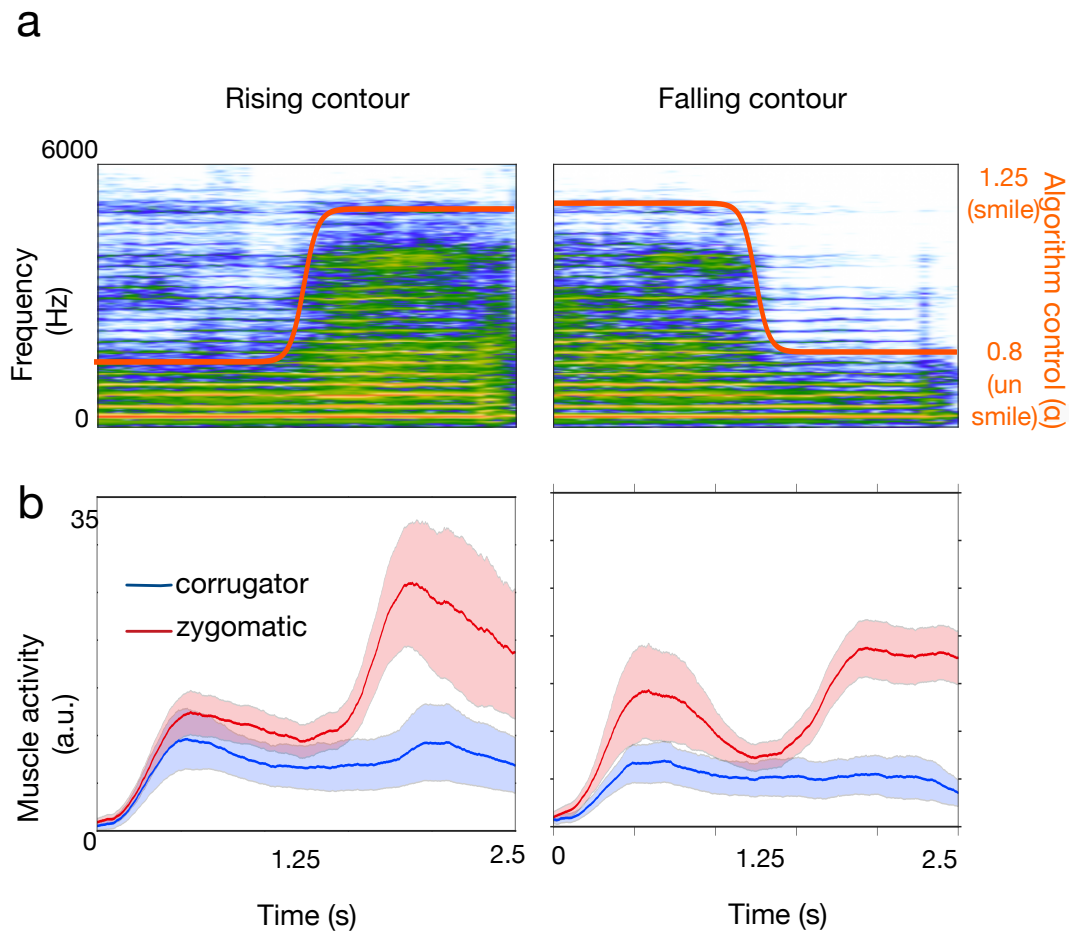 a
Rising contour
Falling contour
6000
0
Frequency
(Hz)
1.25
(smile)
0.8
(un
smile)
Algorithm control (α)
b
35
0
corrugator
zygomatic
Muscle activity
(a.u.)
1.25
2.5
0
1.25
2.5
Time (s)
Time (s)